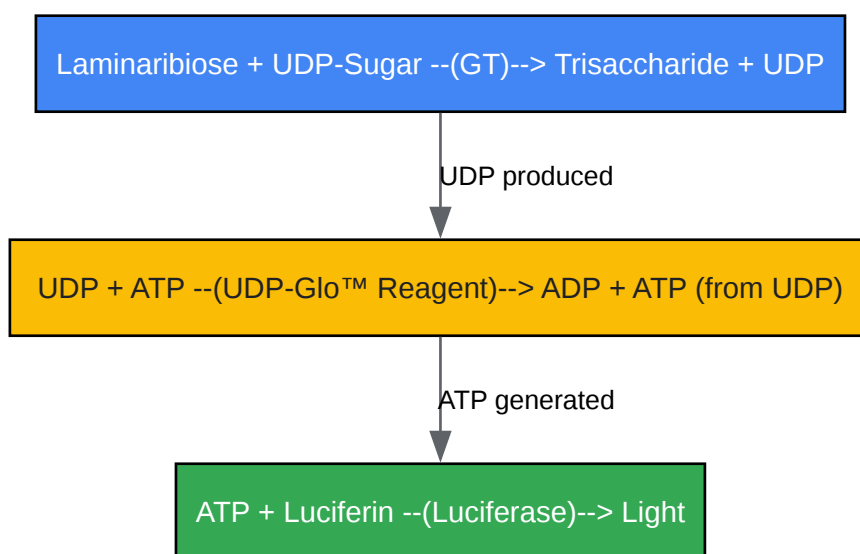 Laminaribiose + UDP-Sugar --(GT)--> Trisaccharide + UDP
UDP produced
UDP + ATP --(UDP-Glo™ Reagent)--> ADP + ATP (from UDP)
ATP generated
ATP + Luciferin --(Luciferase)--> Light